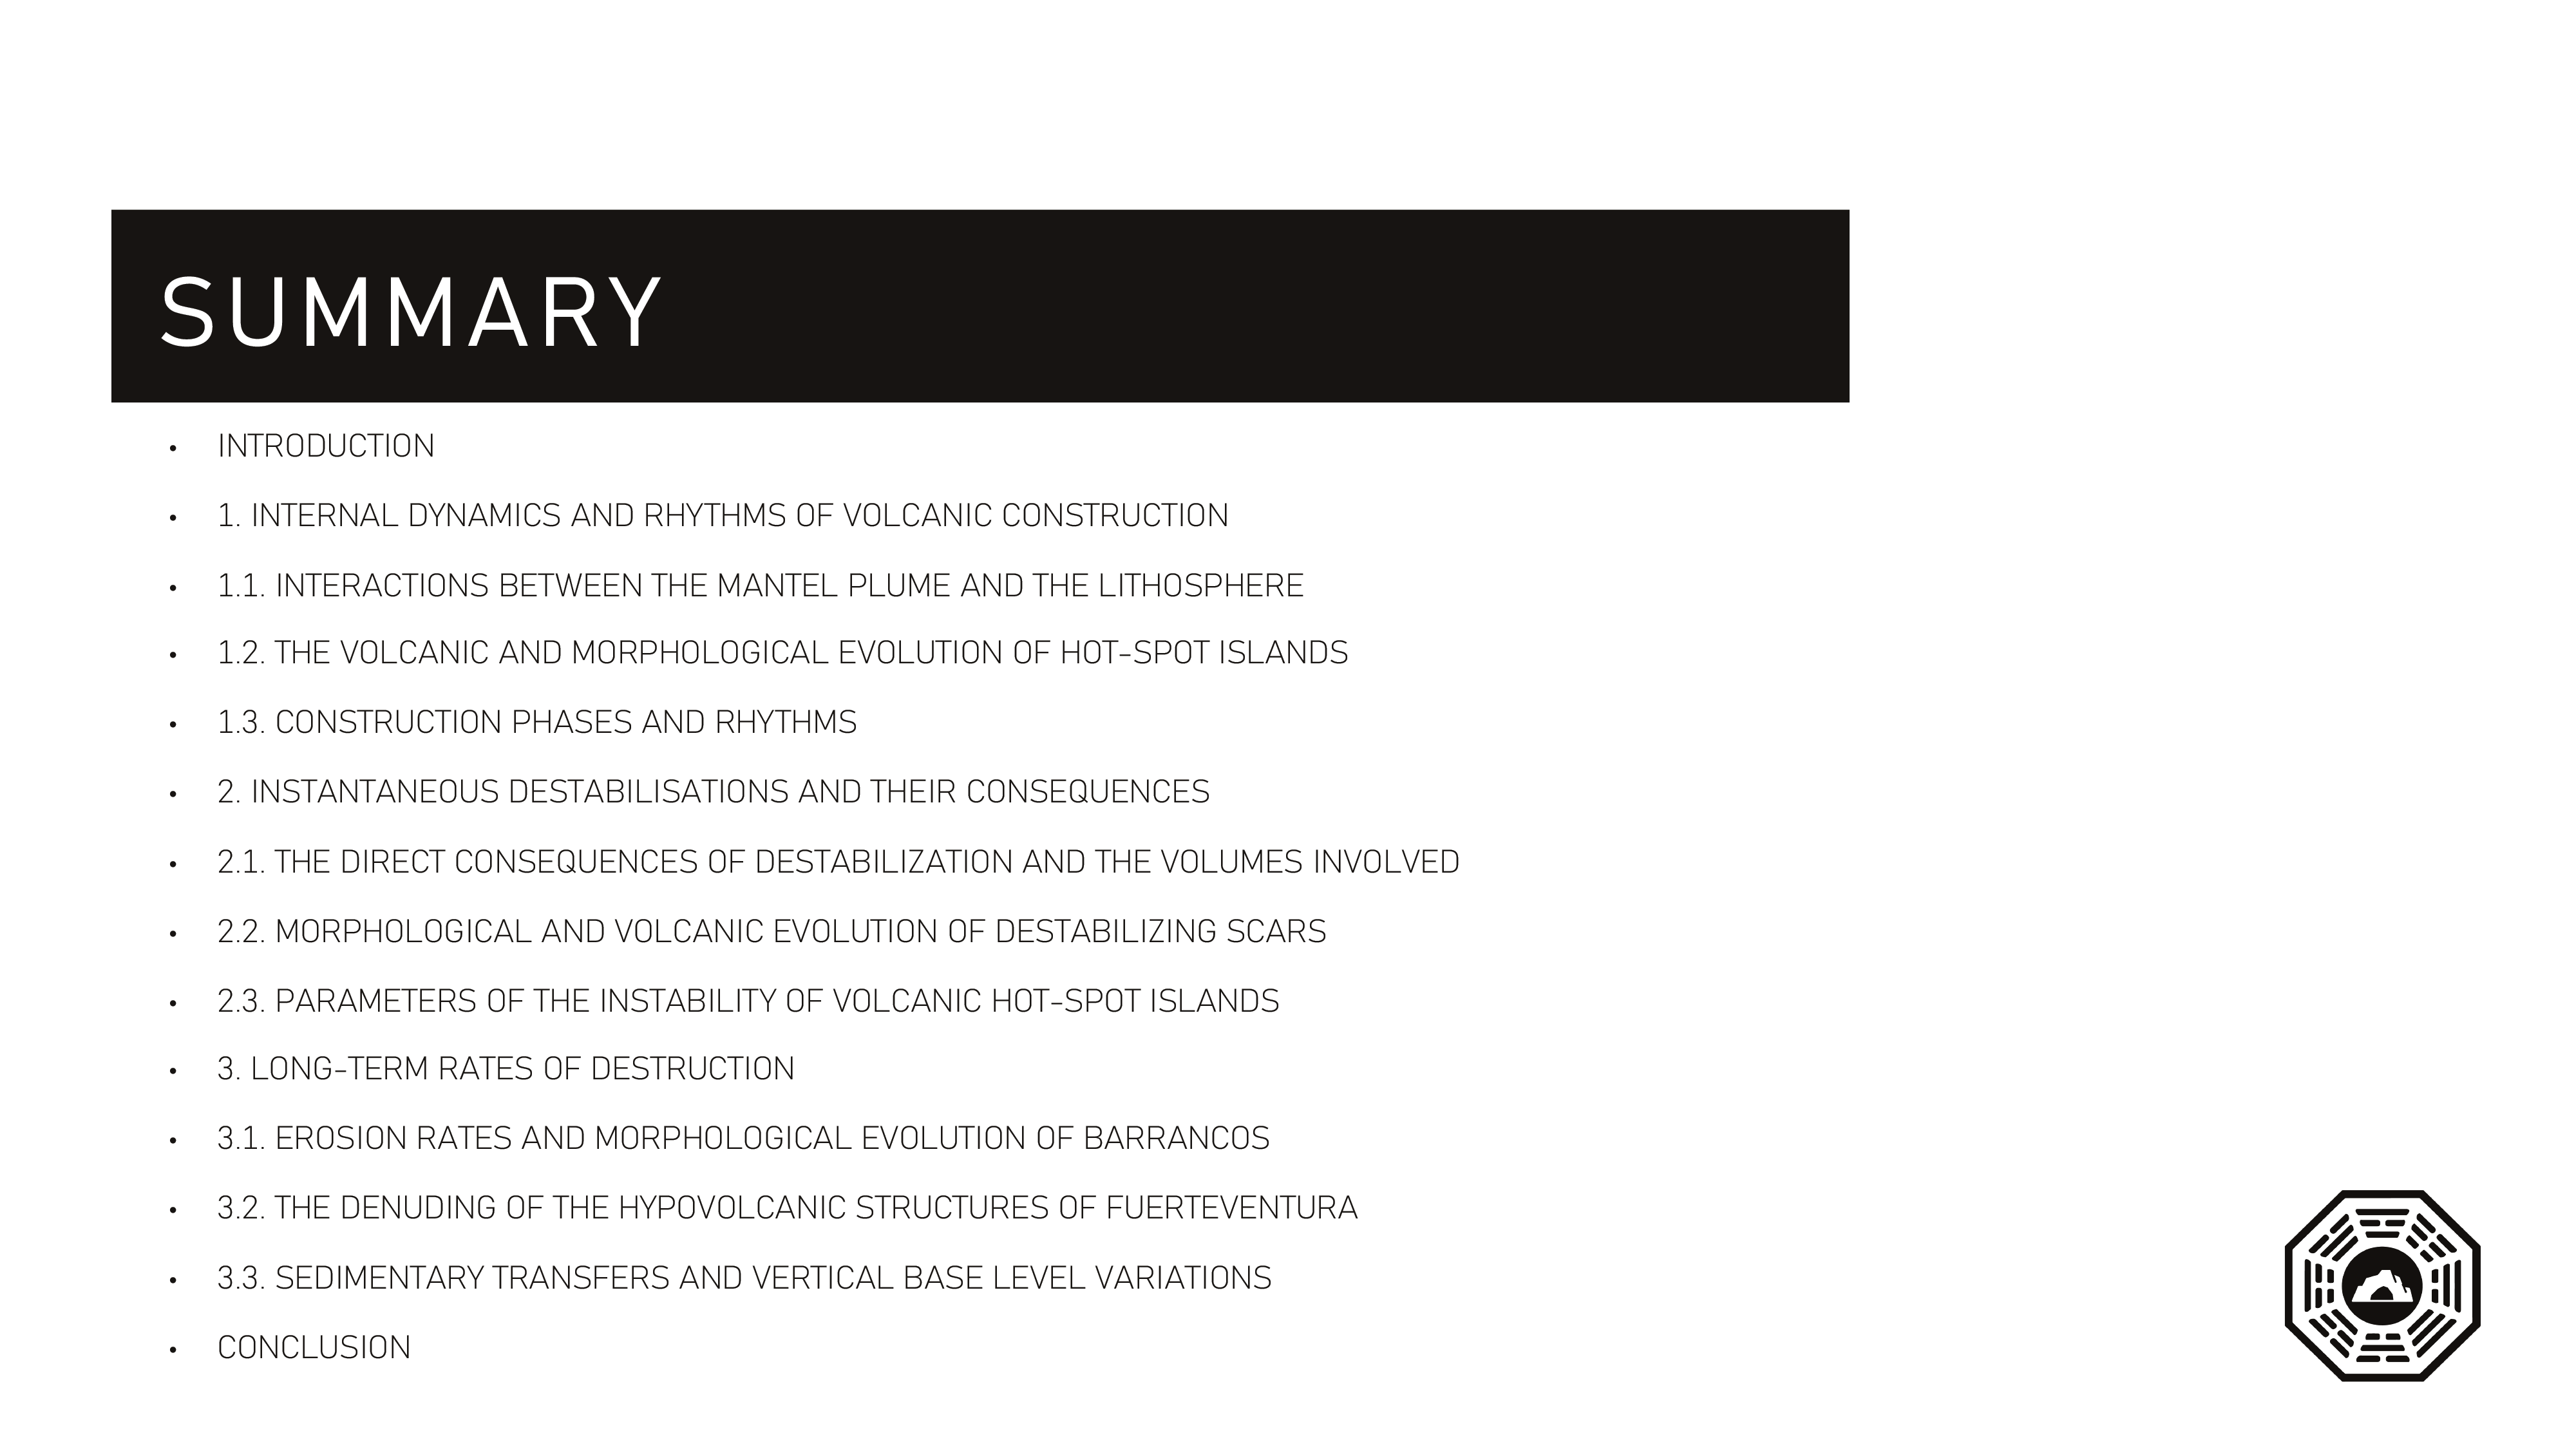 SUMMARY
• INTRODUCTION
• 1. INTERNAL DYNAMICS AND RHYTHMS OF VOLCANIC CONSTRUCTION
• 1.1. INTERACTIONS BETWEEN THE MANTEL PLUME AND THE LITHOSPHERE
• 1.2. THE VOLCANIC AND MORPHOLOGICAL EVOLUTION OF HOT-SPOT ISLANDS
• 1.3. CONSTRUCTION PHASES AND RHYTHMS
• 2. INSTANTANEOUS DESTABILISATIONS AND THEIR CONSEQUENCES
• 2.1. THE DIRECT CONSEQUENCES OF DESTABILIZATION AND THE VOLUMES INVOLVED
• 2.2. MORPHOLOGICAL AND VOLCANIC EVOLUTION OF DESTABILIZING SCARS
• 2.3. PARAMETERS OF THE INSTABILITY OF VOLCANIC HOT-SPOT ISLANDS
• 3. LONG-TERM RATES OF DESTRUCTION
• 3.1. EROSION RATES AND MORPHOLOGICAL EVOLUTION OF BARRANCOS
• 3.2. THE DENUDING OF THE HYPOVOLCANIC STRUCTURES OF FUERTEVENTURA
• 3.3. SEDIMENTARY TRANSFERS AND VERTICAL BASE LEVEL VARIATIONS
• CONCLUSION